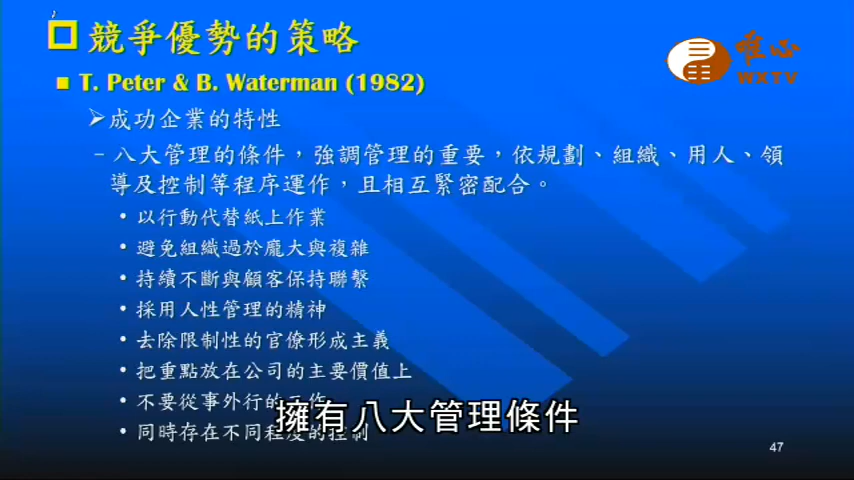 競爭優勢的策略
唯心
WXTV
T. Peter & B. Waterman (1982)
成功企業的特性
–八大管理的條件，強調管理的重要，依規劃、組織、用人、領
導及控制等程序運作，且相互緊密配合。
• 以行動代替紙上作業
• 避免組織過於龐大與複雜
• 持續不斷與顧客保持聯繫
• 採用人性管理的精神
• 去除限制性的官僚形成主義
• 把重點放在公司的主要價值上
• 不要從事外行的工作
• 同時存在不同程度的控制
擁有八大管理條件
47